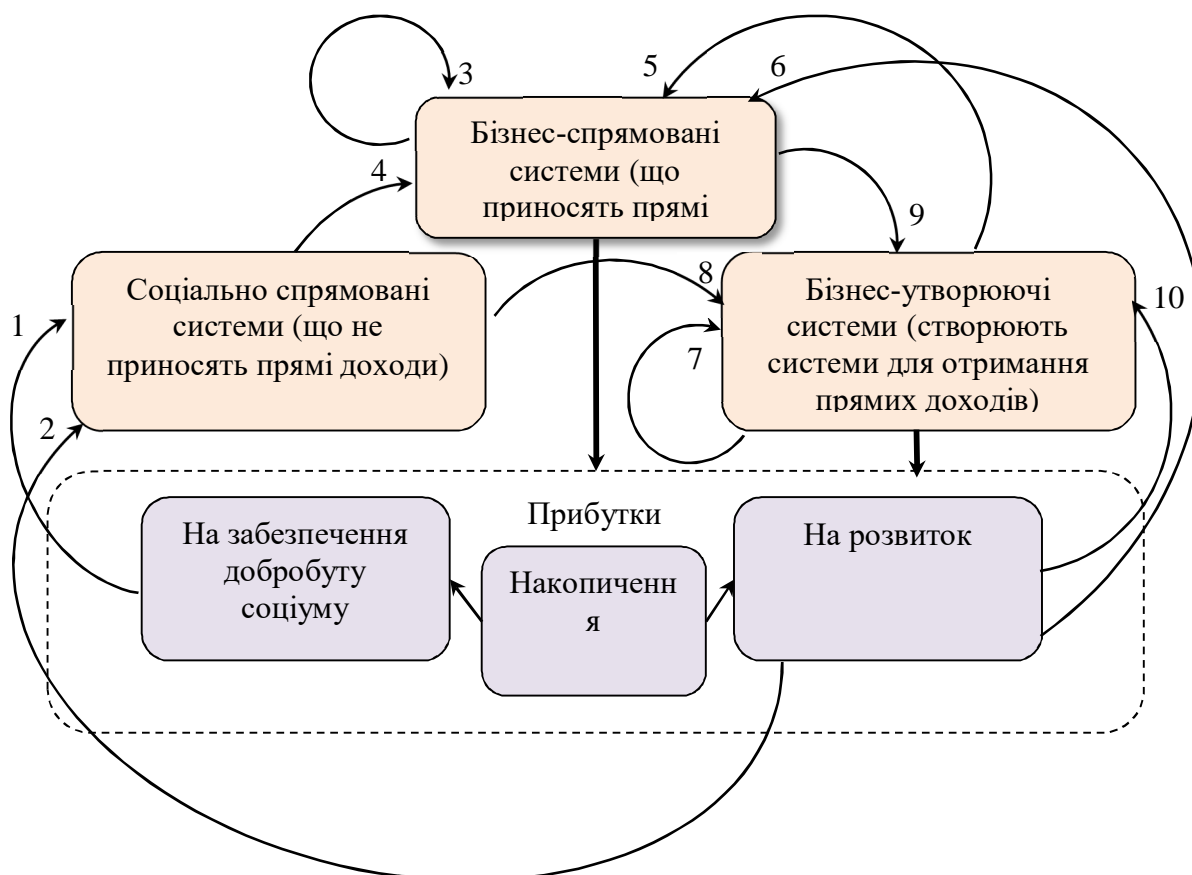 3
5
6
Бізнес-спрямовані
системи (що
приносять прямі
4
9
Соціально спрямовані
системи (що не
приносять прямі доходи)
1
2
8
Бізнес-утворюючі
системи (створюють
системи для отримання
прямих доходів)
7
10
Прибутки
На забезпечення
добробуту
соціуму
Накопиченн
я
На розвиток